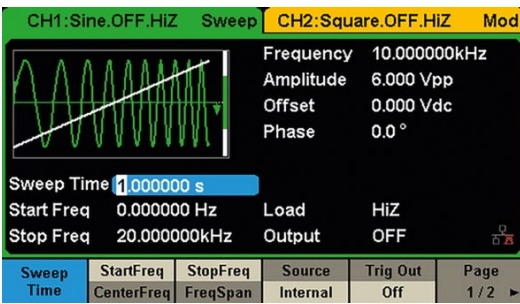 CH1:Sine.OFF.HiZ Sweep CH2:Square.OFF.HiZ Mod
Frequency 10.000000kHz
Amplitude 6.000 Vpp
Offset 0.000 Vdc
Phase 0.0 °
Sweep Time 1.000000 s
Start Freq 0.000000 Hz Load HiZ
Stop Freq 20.000000kHz Output OFF
Sweep StartFreq StopFreq Source Trig Out Page
Time CenterFreq FreqSpan Internal Off 1/2 ►